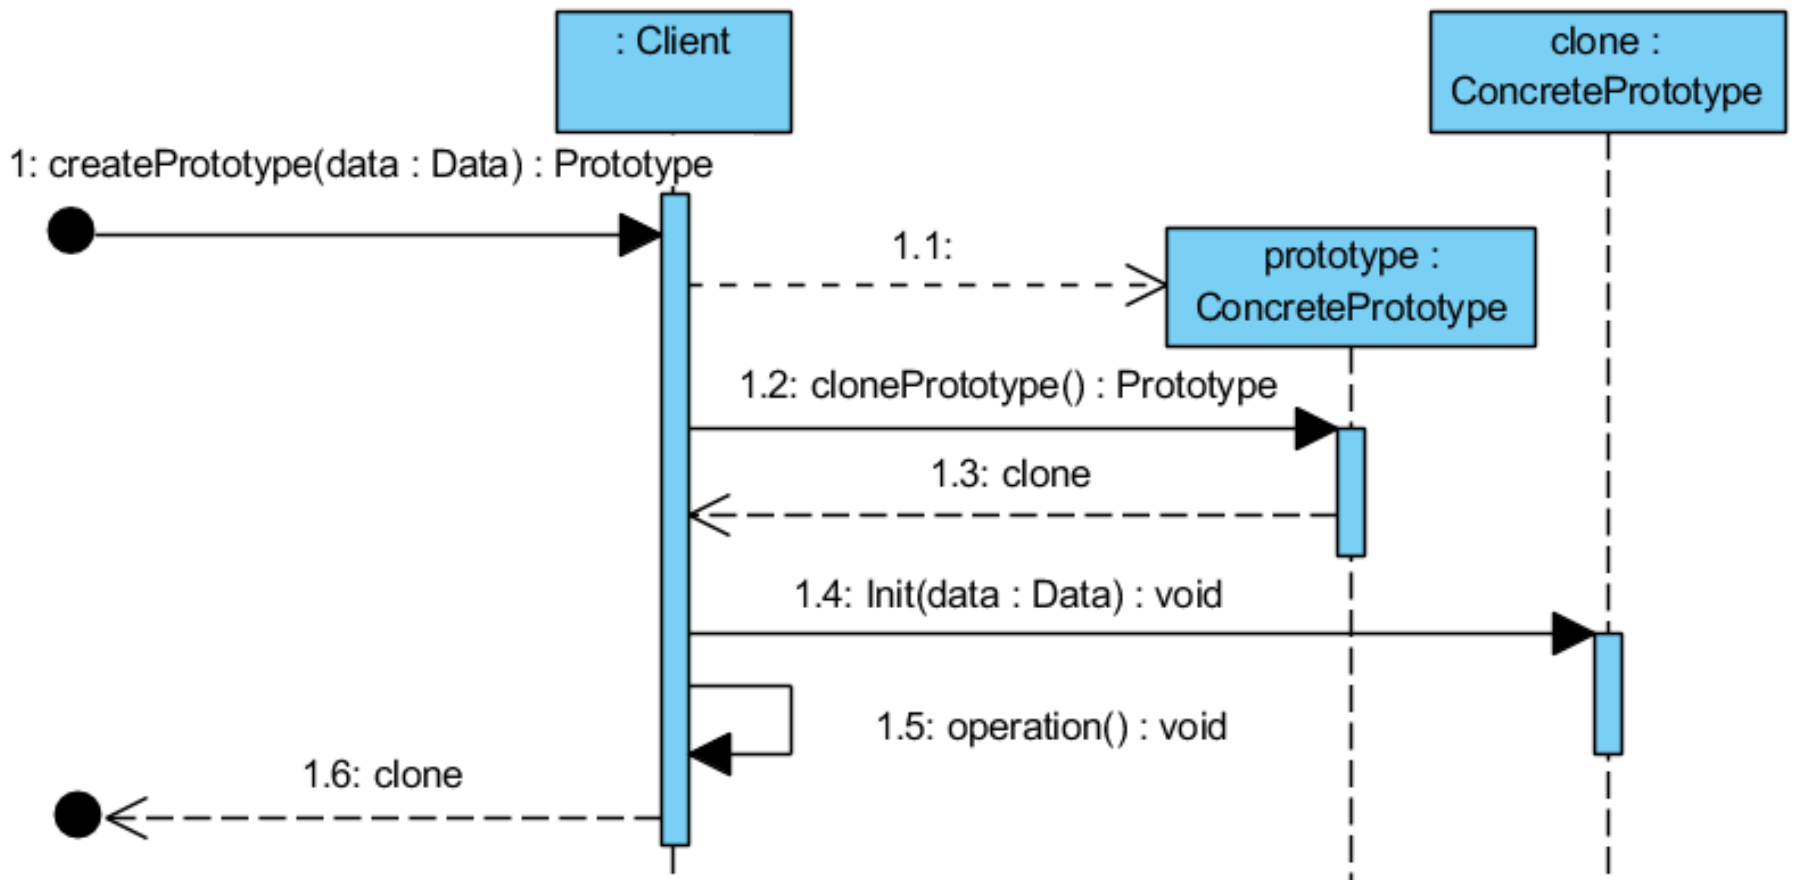 : Client
clone :
ConcretePrototype
1: createPrototype(data : Data) : Prototype
1.1:
prototype :
ConcretePrototype
1.2: clonePrototype() : Prototype
1.3: clone
1.4: Init(data : Data) : void
1.5: operation() : void
1.6: clone